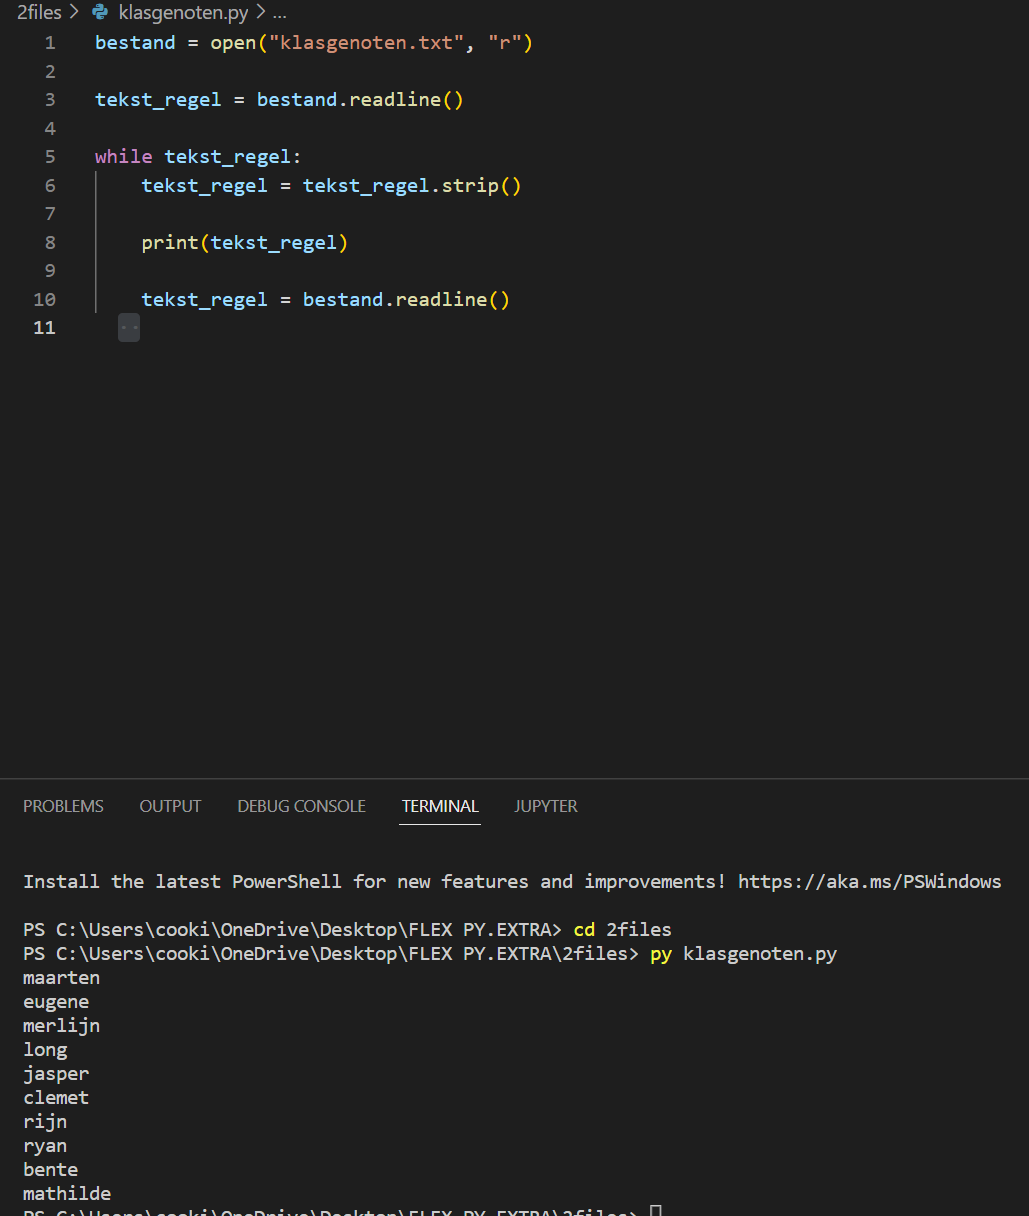 2files > klasgenoten.py > ...
1 bestand = open("klasgenoten.txt", "r")
2
3 tekst_regel = bestand.readline()
4
5 while tekst_regel:
6 tekst_regel = tekst_regel.strip()
7
8 print(tekst_regel)
9
10 tekst_regel = bestand.readline()
11
PROBLEMS OUTPUT DEBUG CONSOLE TERMINAL JUPYTER
Install the latest PowerShell for new features and improvements! https://aka.ms/PSWindows
PS C:\Users\cooki\OneDrive\Desktop\FLEX PY.EXTRA> cd 2files
PS C:\Users\cooki\OneDrive\Desktop\FLEX PY.EXTRA\2files> py klasgenoten.py
maarten
eugene
merlijn
long
jasper
clemet
rijn
ryan
bente
mathilde
PS C:\Users\cooki\OneDrive\Desktop\FLEX PY.EXTRA\2files>